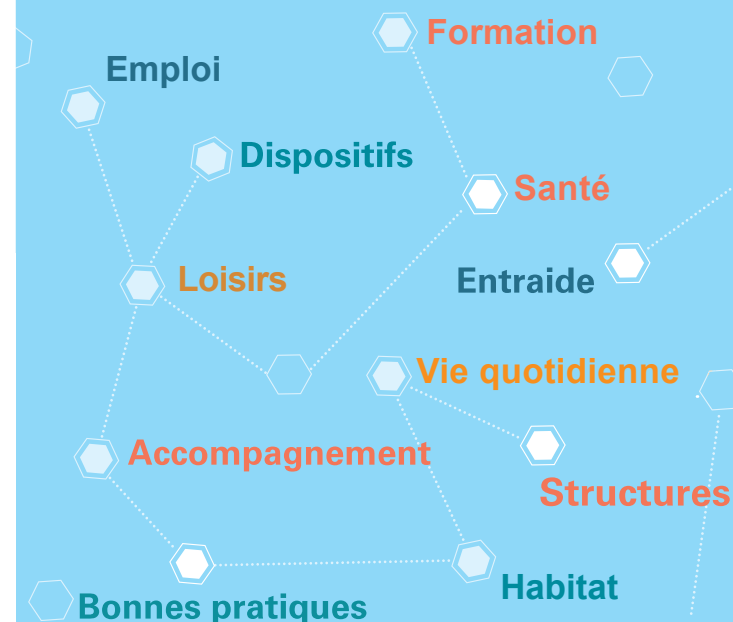 Formation
Emploi
Dispositifs
Santé
Loisirs
Entraide
Vie quotidienne
Accompagnement
Structures
Habitat
Bonnes pratiques